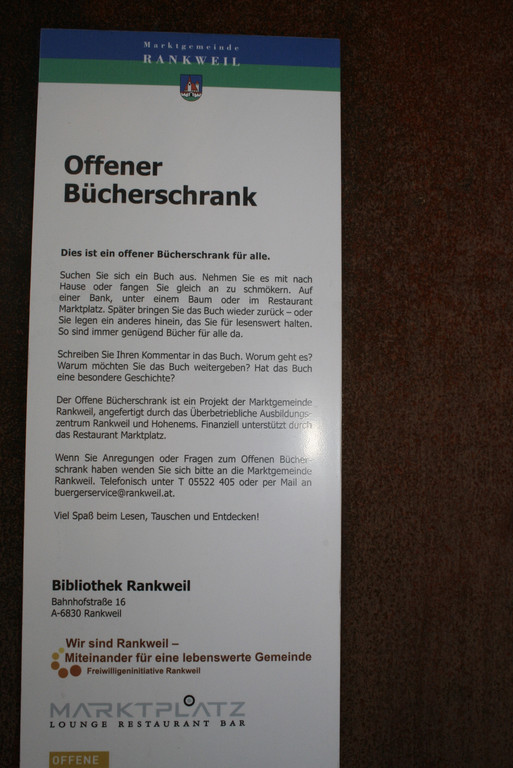 Marktgemeinde
RANKWEIL
Offener
Bücherschrank
Dies ist ein offener Bücherschrank für alle.
Suchen Sie sich ein Buch aus. Nehmen Sie es mit nach
Hause oder fangen Sie gleich an zu schmökern. Auf
einer Bank, unter einem Baum oder im Restaurant
Marktplatz. Später bringen Sie das Buch wieder zurück – oder
Sie legen ein anderes hinein, das Sie für lesenswert halten.
So sind immer genügend Bücher für alle da.
Schreiben Sie Ihren Kommentar in das Buch. Worum geht es?
Warum möchten Sie das Buch weitergeben? Hat das Buch
eine besondere Geschichte?
Der Offene Bücherschrank ist ein Projekt der Marktgemeinde
Rankweil, angefertigt durch das Überbetriebliche Ausbildungs-
zentrum Rankweil und Hohenems. Finanziell unterstützt durch
das Restaurant Marktplatz.
Wenn Sie Anregungen oder Fragen zum Offenen Bücher-
schrank haben wenden Sie sich bitte an die Marktgemeinde
Rankweil. Telefonisch unter T 05522 405 oder per Mail an
buergerservice@rankweil.at.
Viel Spaß beim Lesen, Tauschen und Entdecken!
Bibliothek Rankweil
Bahnhofstraße 16
A-6830 Rankweil
Wir sind Rankweil –
Miteinander für eine lebenswerte Gemeinde
Freiwilligeninitiative Rankweil
MARKTPLATZ
LOUNGE RESTAURANT BAR
OFFENE